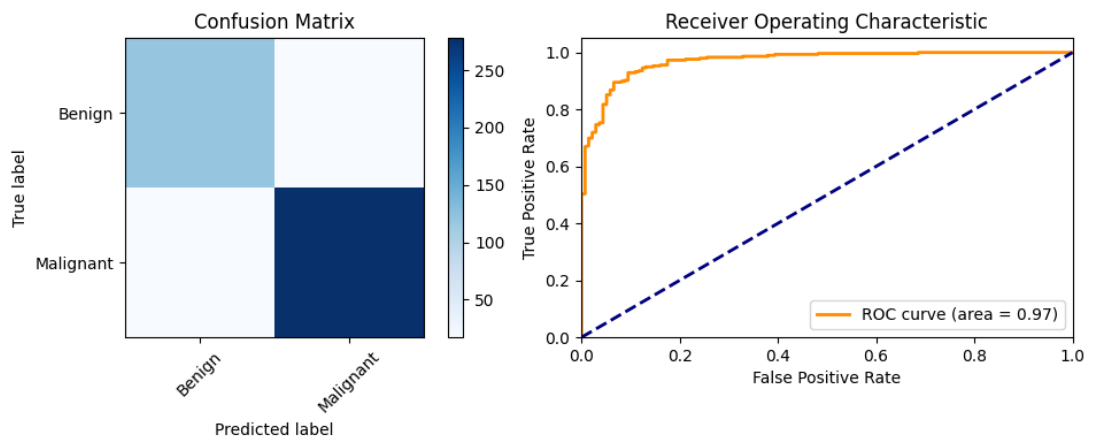 Confusion Matrix
True label
Benign
Malignant
Benign
Malignant
Predicted label
250
200
150
100
50
Receiver Operating Characteristic
True Positive Rate
1.0
0.8
0.6
0.4
0.2
0.0
ROC curve (area = 0.97)
0.0 0.2 0.4 0.6 0.8 1.0
False Positive Rate